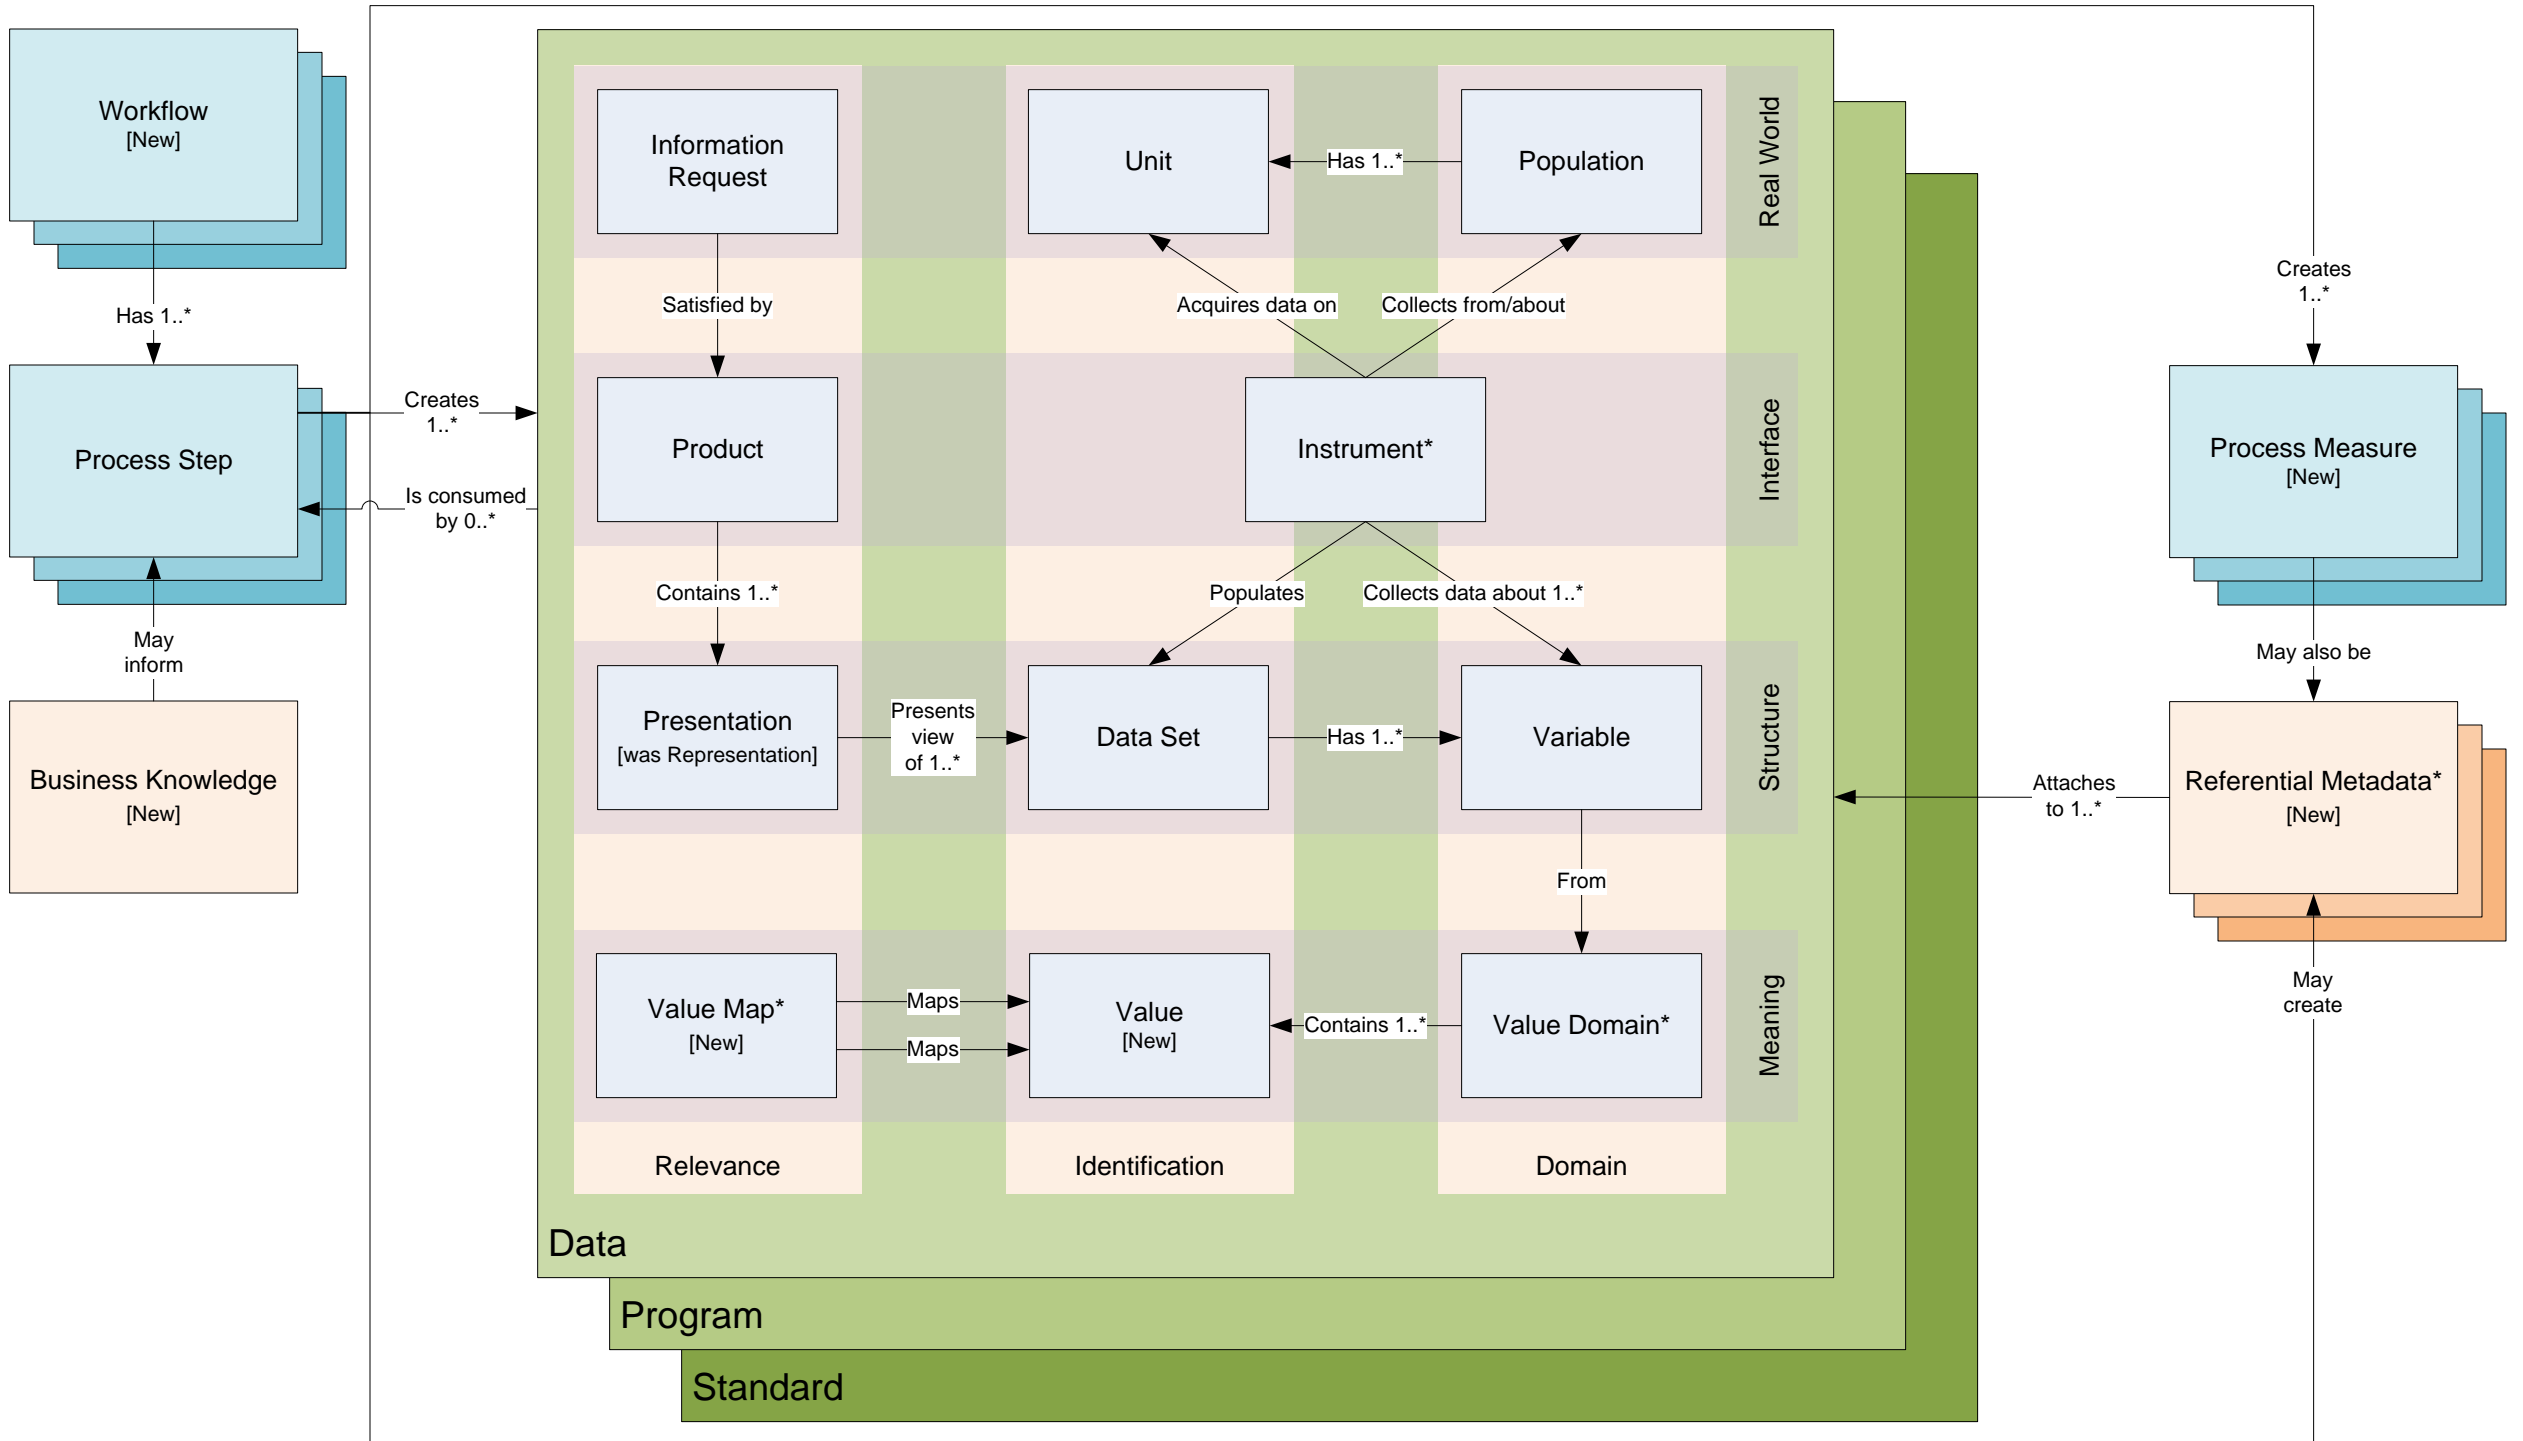 Workflow
[New]
Has 1..*
Process Step
May
inform
Business Knowledge
[New]
Creates
1..*
Is consumed
by 0..*
Information
Request
Unit
Has 1..*
Population
Real World
Satisfied by
Acquires data on
Collects from/about
Product
Instrument*
Interface
Contains 1..*
Populates
Collects data about 1..*
Presentation
[was Representation]
Presents
view
of 1..*
Data Set
Has 1..*
Variable
Structure
From
Value Map*
[New]
Maps
Maps
Value
[New]
Contains 1..*
Value Domain*
Meaning
Relevance
Identification
Domain
Data
Program
Standard
Creates
1..*
Process Measure
[New]
May also be
Attaches
to 1..*
Referential Metadata*
[New]
May
create